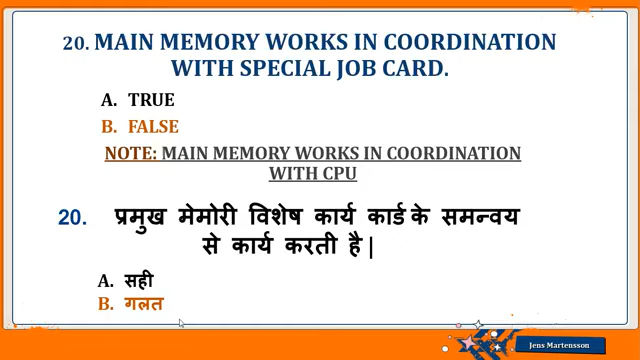 20. MAIN MEMORY WORKS IN COORDINATION
WITH SPECIAL JOB CARD.
A. TRUE
B. FALSE
NOTE: MAIN MEMORY WORKS IN COORDINATION
WITH CPU
20. प्रमुख मेमोरी विशेष कार्य कार्ड के समन्वय
से कार्य करती है|
A. सही
B. गलत
Jens Martensson